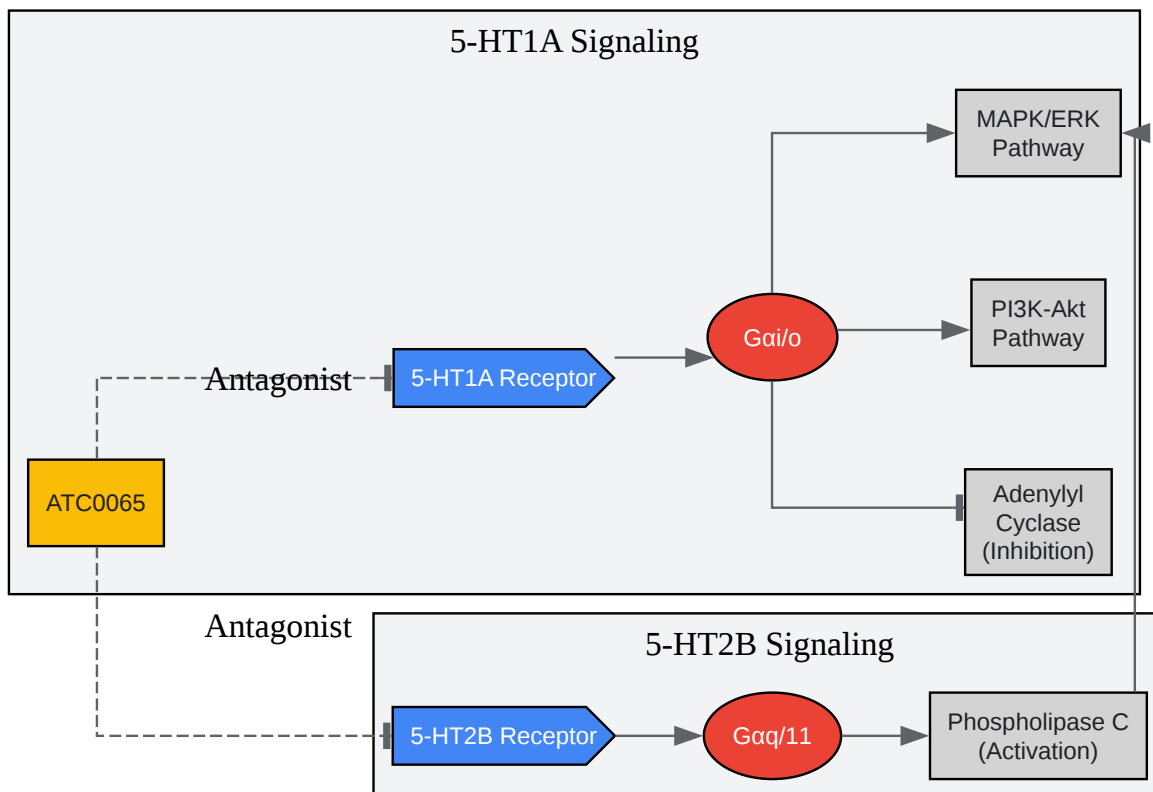 5-HT1A Signaling
MAPK/ERK
Pathway
PI3K-Akt
Pathway
Gαi/o
Antagonist
5-HT1A Receptor
ATC0065
Adenylyl
Cyclase
(Inhibition)
Antagonist
5-HT2B Signaling
5-HT2B Receptor
Gαq/11
Phospholipase C
(Activation)